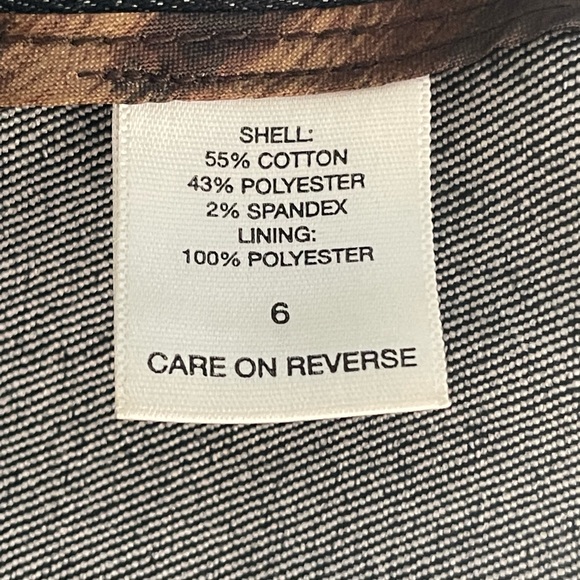 SHELL:
55% COTTON
43% POLYESTER
2% SPANDEX
LINING:
100% POLYESTER
6
CARE ON REVERSE